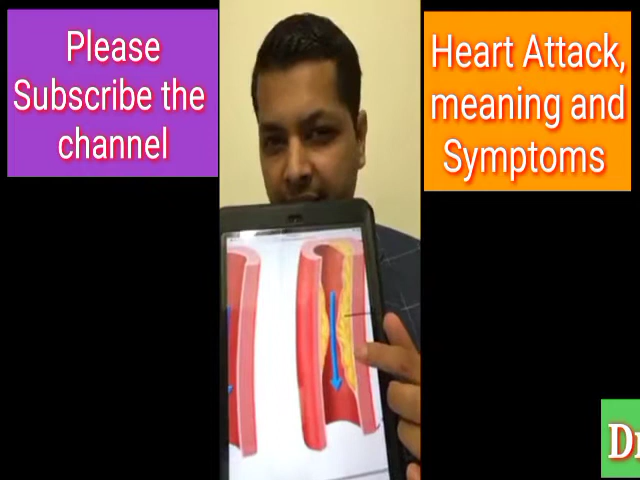 Please
Subscribe the
channel
Heart Attack,
meaning and
Symptoms